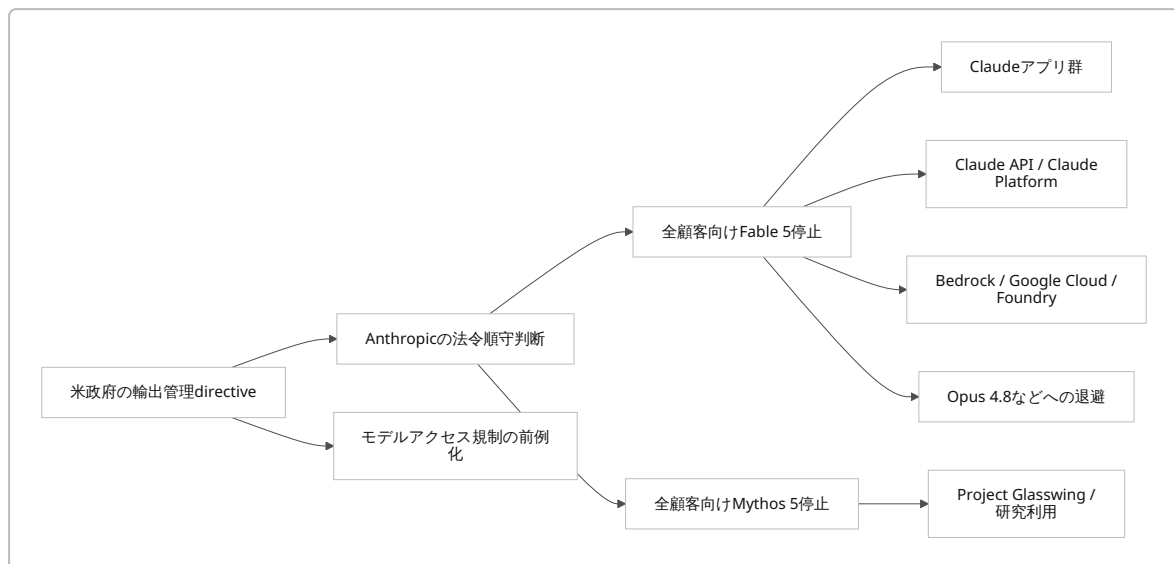 米政府の輸出管理directive
Anthropicの法令順守判断
モデルアクセス規制の前例
化
全顧客向けFable 5停止
全顧客向けMythos 5停止
Claudeアプリ群
Claude API / Claude
Platform
Bedrock / Google Cloud /
Foundry
Opus 4.8などへの退避
Project Glasswing /
研究利用